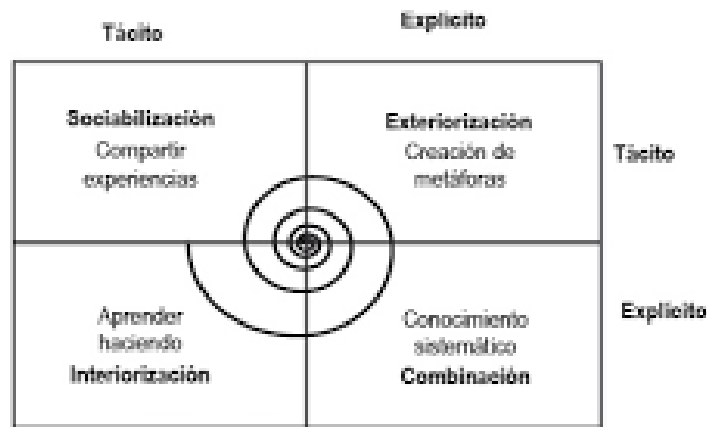 Tácito
Explícito
Sociabilización
Compartir
experiencias
Exteriorización
Creación de
metáforas
Tácito
Aprender
haciendo
Interiorización
Conocimiento
sistemático
Combinación
Explícito